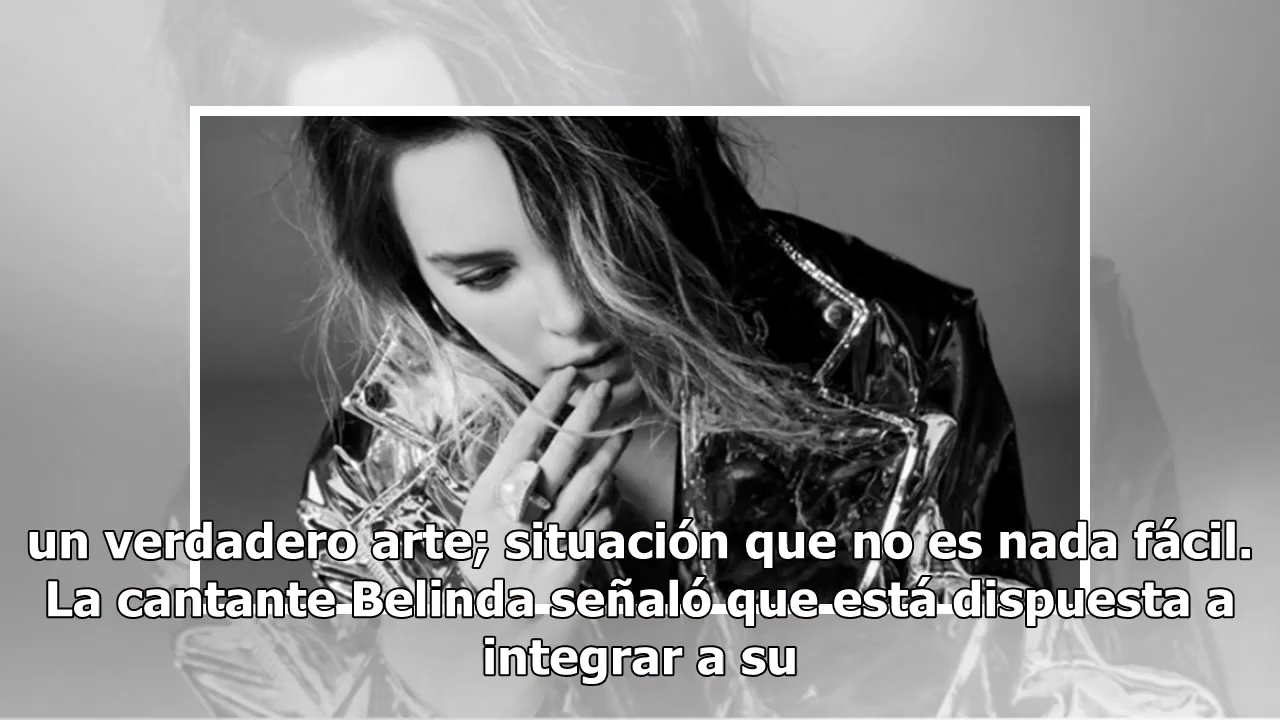 un verdadero arte; situación que no es nada fácil.
La cantante Belinda señaló que está dispuesta a
integrar a su